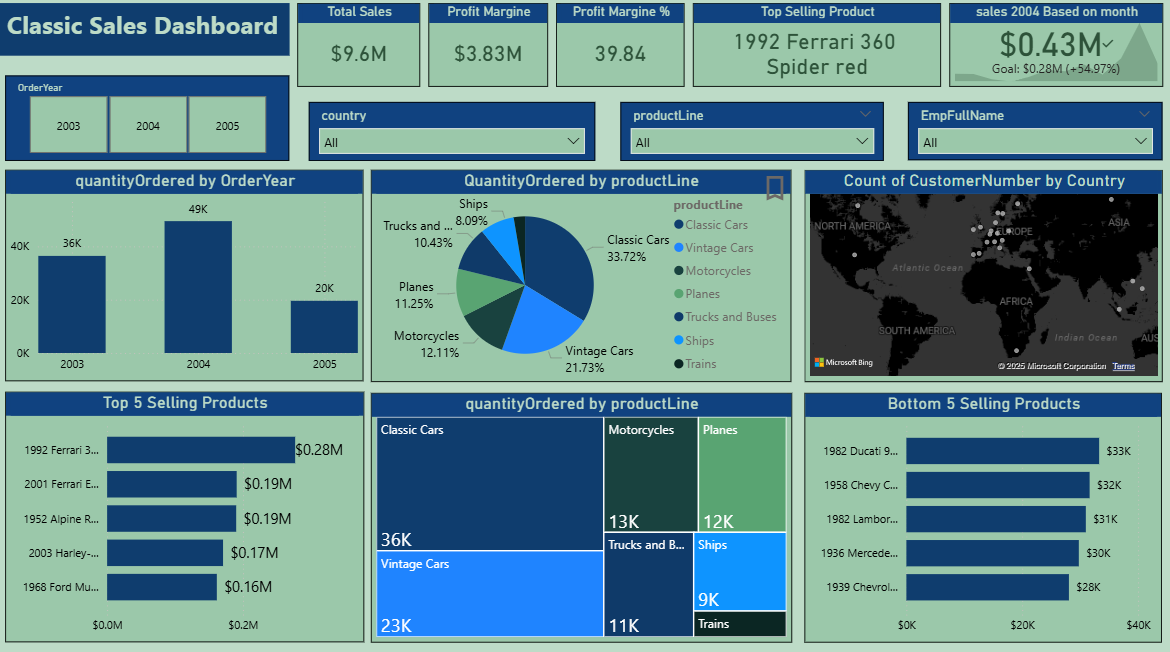 Classic Sales Dashboard
Total Sales
$9.6M
Profit Margine
$3.83M
Profit Margine %
39.84
Top Selling Product
1992 Ferrari 360
Spider red
sales 2004 Based on month
$0.43M
Goal: $0.28M (+54.97%)
OrderYear
2003
2004
2005
country
All
productLine
All
EmpFullName
All
quantityOrdered by OrderYear
40K
20K
0K
36K
49K
20K
2003
2004
2005
QuantityOrdered by productLine
Ships
8.09%
Trucks and ...
10.43%
Planes
11.25%
Motorcycles
12.11%
Classic Cars
33.72%
Vintage Cars
21.73%
productLine
Classic Cars
Vintage Cars
Motorcycles
Planes
Trucks and Buses
Ships
Trains
Count of CustomerNumber by Country
NORTH AMERICA
EUROPE
ASIA
Atlantic Ocean
AFRICA
SOUTH AMERICA
Indian Ocean
AUS
Microsoft Bing
© 2025 Microsoft Corporation Terms
Top 5 Selling Products
1992 Ferrari 3...
$0.28M
2001 Ferrari E...
$0.19M
1952 Alpine R...
$0.19M
2003 Harley-...
$0.17M
1968 Ford Mu...
$0.16M
$0.0M
$0.2M
quantityOrdered by productLine
Classic Cars
36K
Vintage Cars
23K
Motorcycles
13K
Planes
12K
Trucks and B...
11K
Ships
9K
Trains
Bottom 5 Selling Products
1982 Ducati 9...
$33K
1958 Chevy C...
$32K
1982 Lambor...
$31K
1936 Mercede...
$30K
1939 Chevrol...
$28K
$0K
$20K
$40K